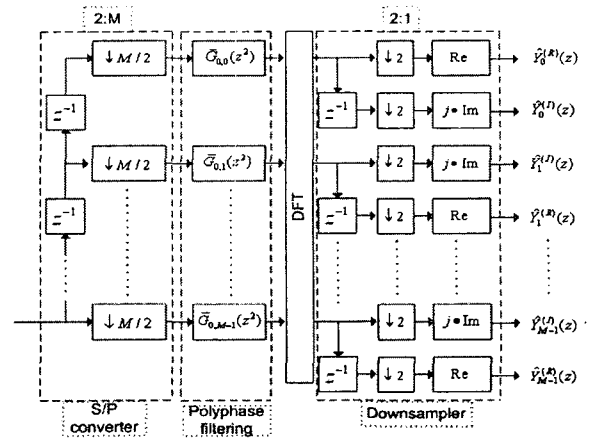 2:M
2:1
↓ M/2
G̅₀,₀(z²)
↓ 2
Re
Ŷ₀⁽ᴿ⁾(z)
z⁻¹
z⁻¹
↓ 2
j•Im
Ŷ₀⁽ᴵ⁾(z)
↓ M/2
G̅₀,₁(z²)
↓ 2
j•Im
Ŷ₁⁽ᴵ⁾(z)
z⁻¹
z⁻¹
↓ 2
Re
Ŷ₁⁽ᴿ⁾(z)
DFT
↓ M/2
G̅₀,M₋₁(z²)
↓ 2
j•Im
Ŷ_{M-1}⁽ᴵ⁾(z)
z⁻¹
↓ 2
Re
Ŷ_{M-1}⁽ᴿ⁾(z)
S/P
converter
Polyphase
filtering
Downsampler